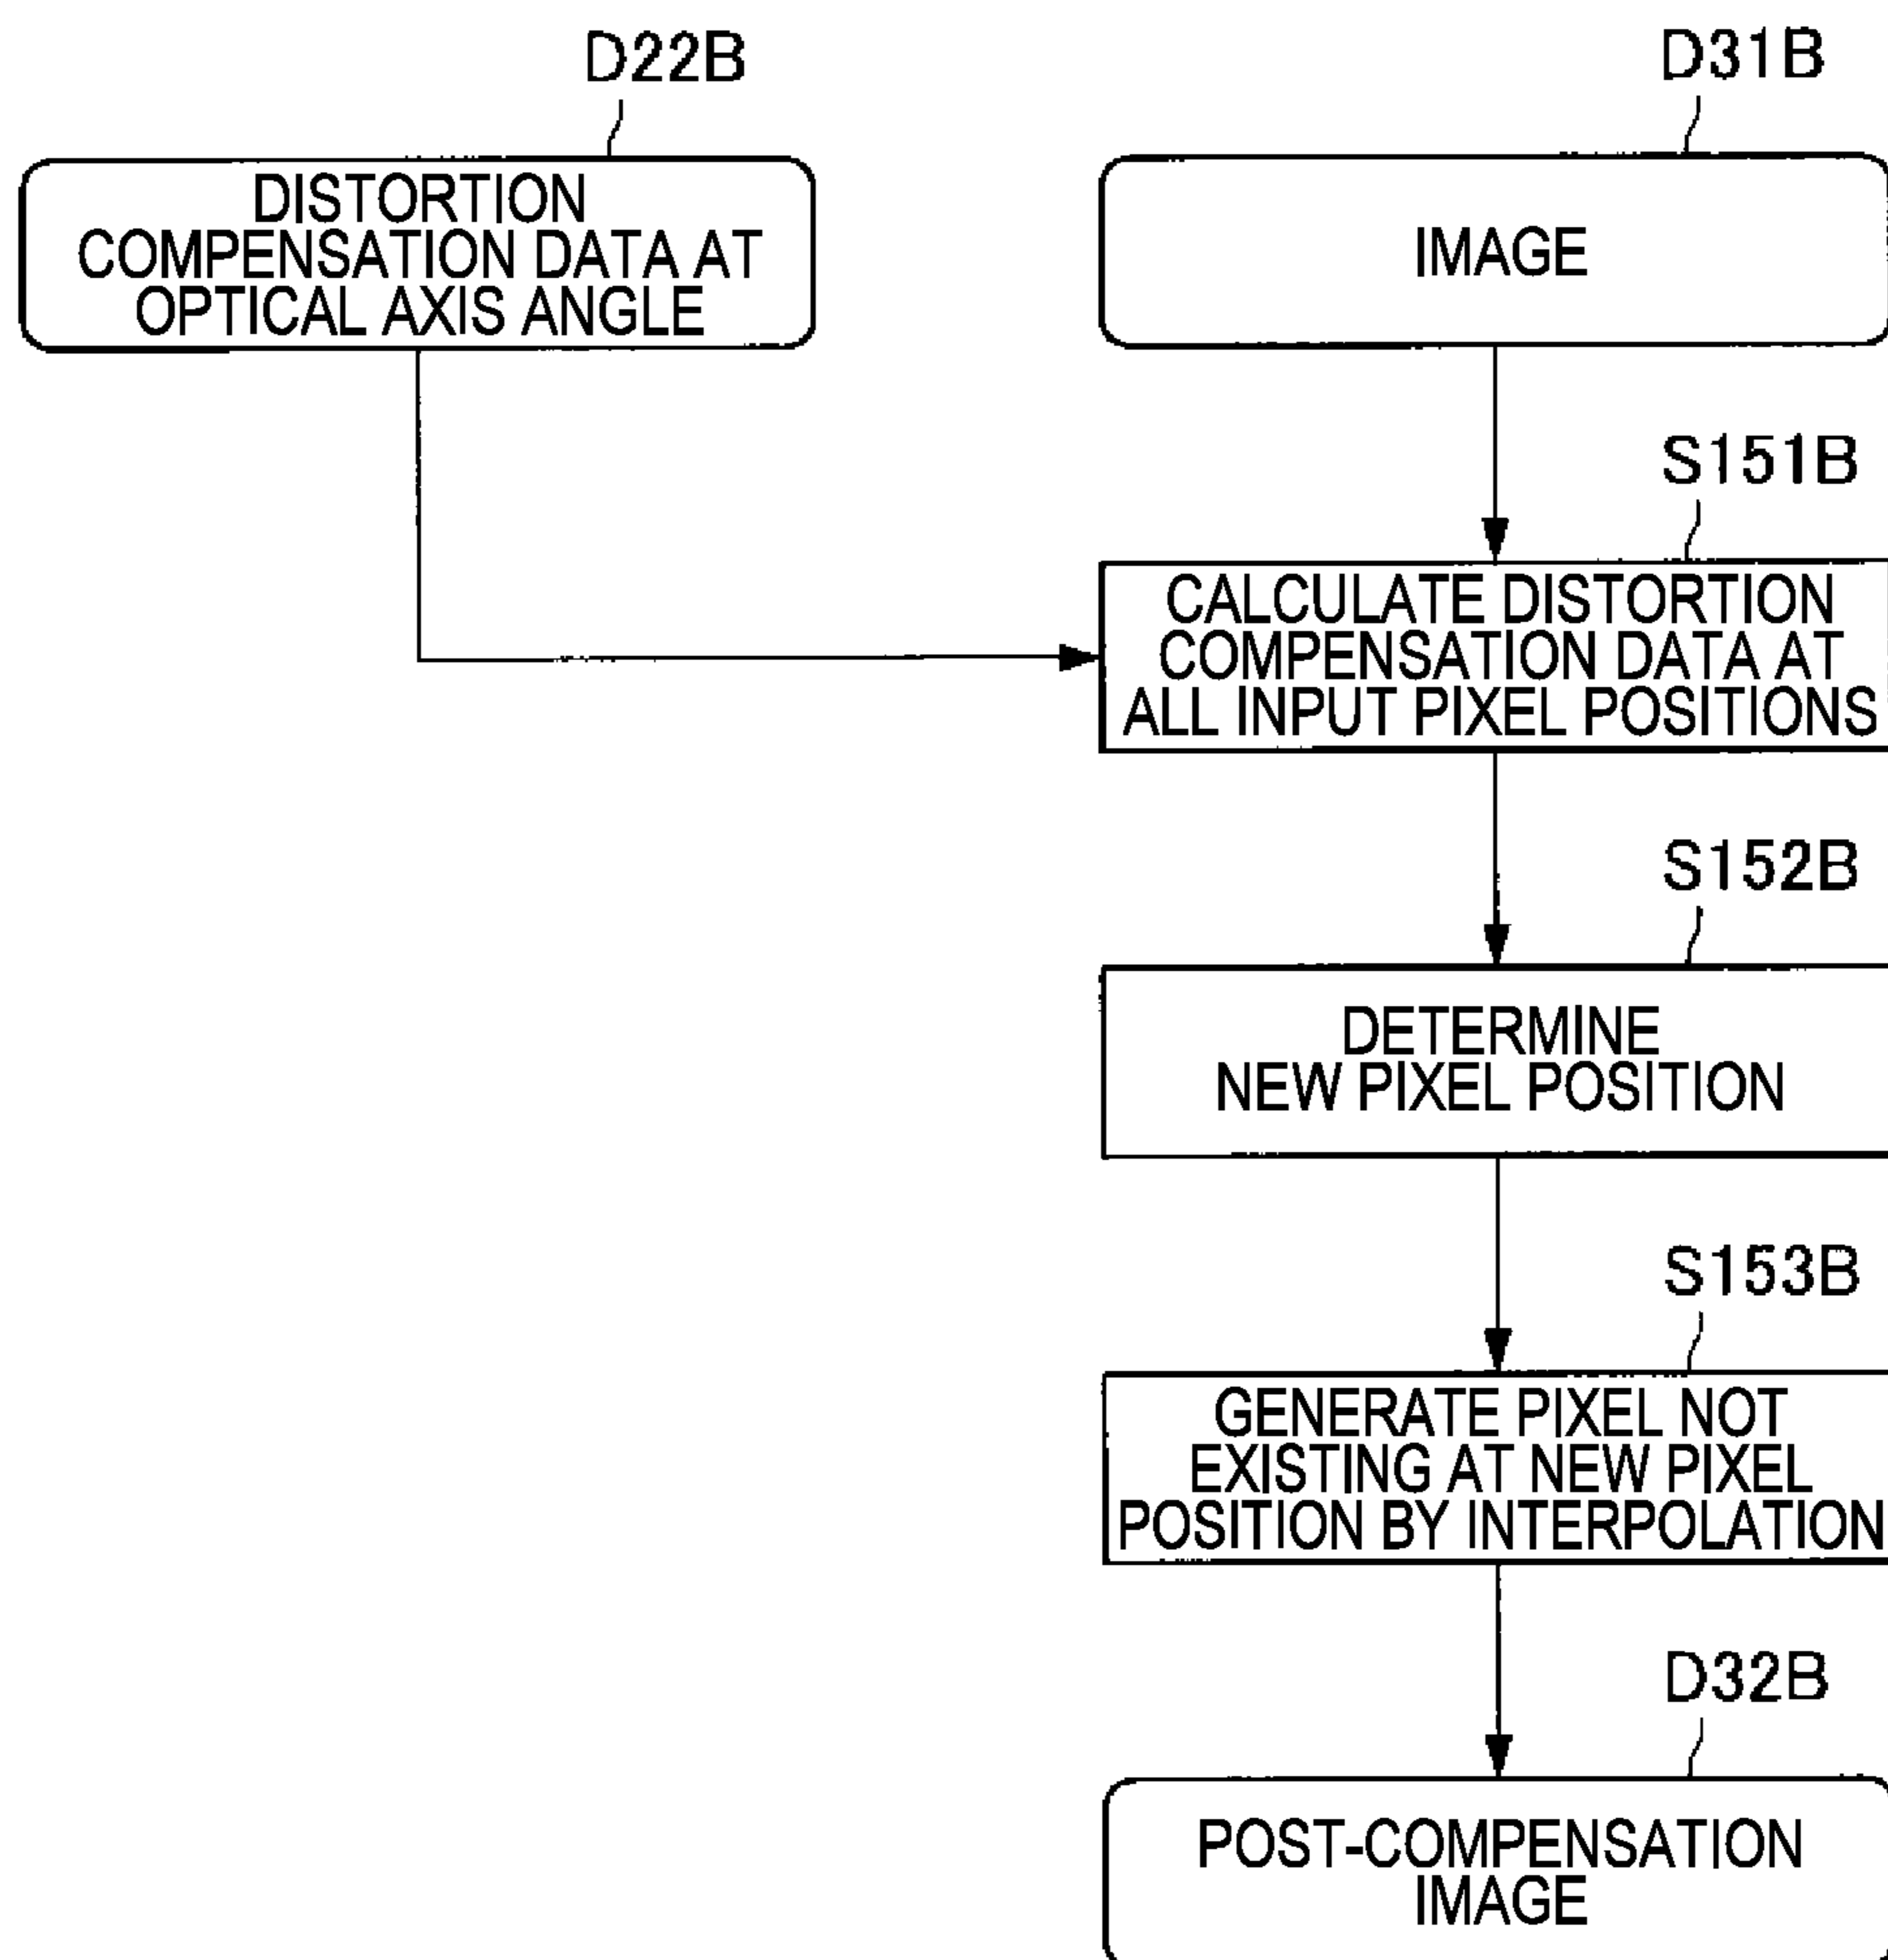 D22B
DISTORTION
COMPENSATION DATA AT
OPTICAL AXIS ANGLE
D31B
IMAGE
S151B
CALCULATE DISTORTION
COMPENSATION DATA AT
ALL INPUT PIXEL POSITIONS
S152B
DETERMINE
NEW PIXEL POSITION
S153B
GENERATE PIXEL NOT
EXISTING AT NEW PIXEL
POSITION BY INTERPOLATION
D32B
POST-COMPENSATION
IMAGE